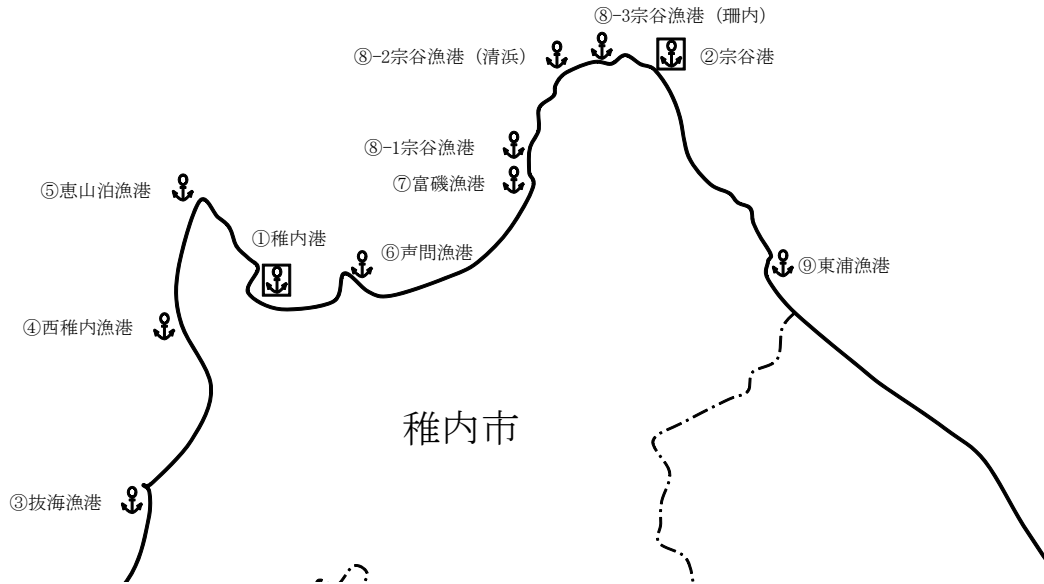 ⑧-3宗谷漁港（珊内）
⑧-2宗谷漁港（清浜）
②宗谷港
⑧-1宗谷漁港
⑦富磯漁港
⑤恵山泊漁港
①稚内港
⑥声問漁港
⑨東浦漁港
④西稚内漁港
稚内市
③抜海漁港